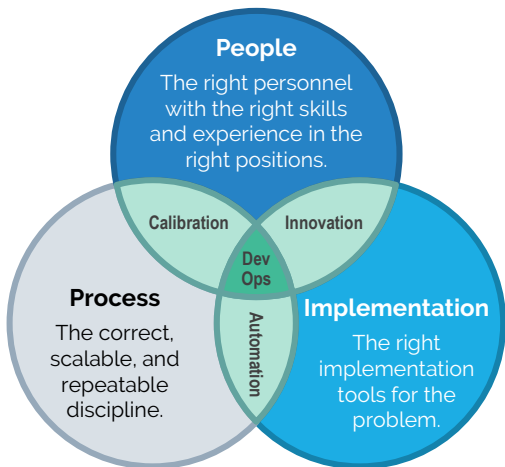 People
The right personnel
with the right skills
and experience in the
right positions.
Calibration
Innovation
Dev
Ops
Process
The correct,
scalable, and
repeatable
discipline.
Automation
Implementation
The right
implementation
tools for the
problem.